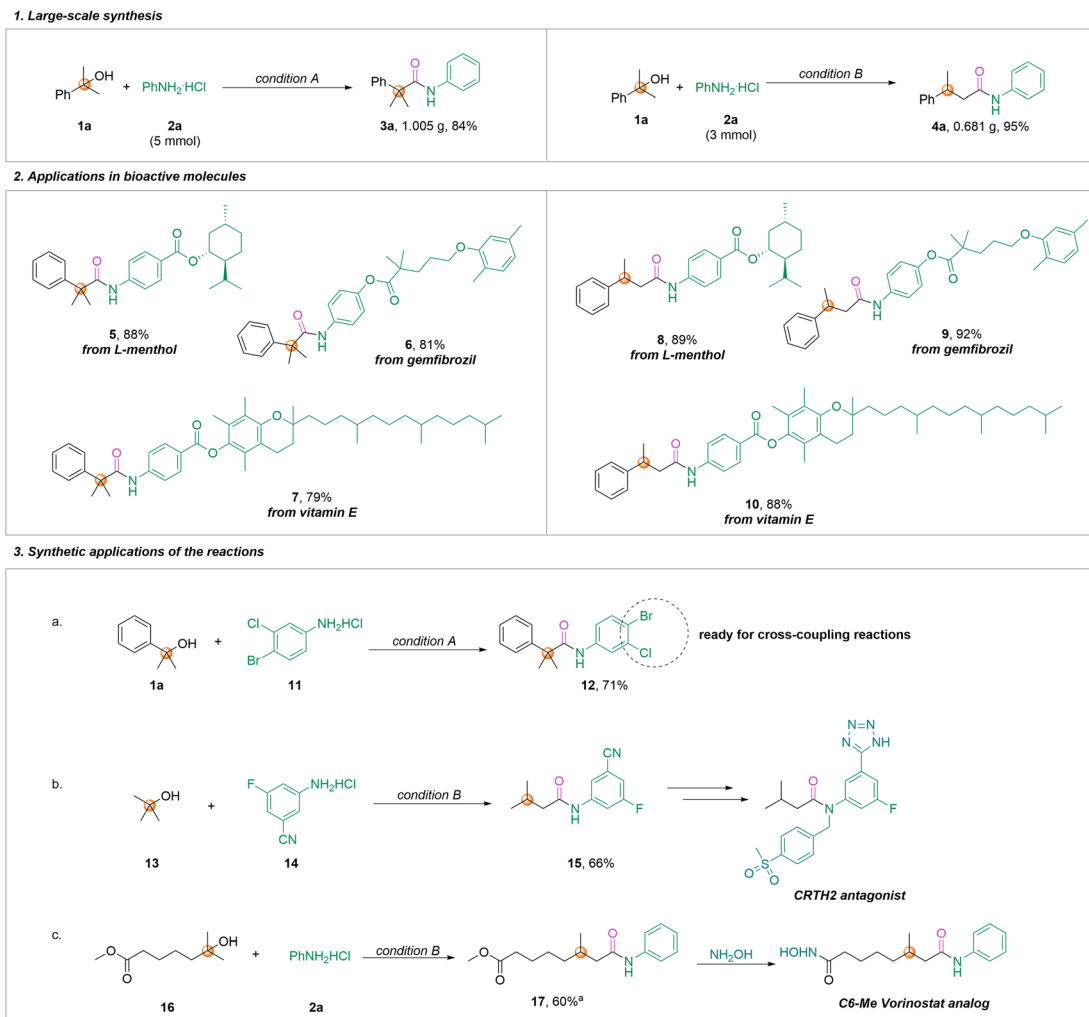 1. Large-scale synthesis
OH
Ph
+
PhNH2·HCl
condition A
Ph
O
N
H
1a
2a
(5 mmol)
3a, 1.005 g, 84%
OH
Ph
+
PhNH2·HCl
condition B
Ph
O
N
H
1a
2a
(3 mmol)
4a, 0.681 g, 95%
2. Applications in bioactive molecules
O
N
H
O
O
5, 88%
from L-menthol
O
N
H
O
O
O
6, 81%
from gemfibrozil
O
N
H
O
O
O
7, 79%
from vitamin E
O
N
H
O
O
8, 89%
from L-menthol
O
N
H
O
O
O
9, 92%
from gemfibrozil
O
N
H
O
O
O
10, 88%
from vitamin E
3. Synthetic applications of the reactions
a.
OH
1a
+
Cl
Br
NH2HCl
11
condition A
O
N
H
Br
Cl
12, 71%
ready for cross-coupling reactions
b.
OH
13
+
F
NH2HCl
CN
14
condition B
O
N
H
CN
F
15, 66%
N
N
N
NH
O
N
F
S
O
O
CRTH2 antagonist
c.
O
O
OH
16
+
PhNH2HCl
2a
condition B
O
O
O
N
H
17, 60%a
NH2OH
HOHN
O
O
N
H
C6-Me Vorinostat analog